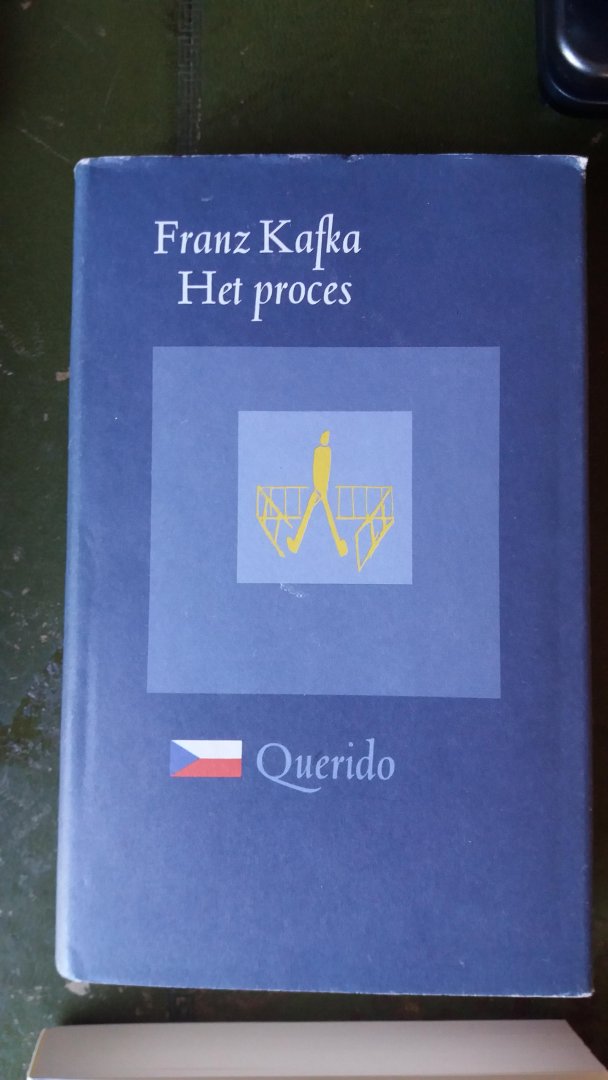 Franz Kafka
Het proces
Querido